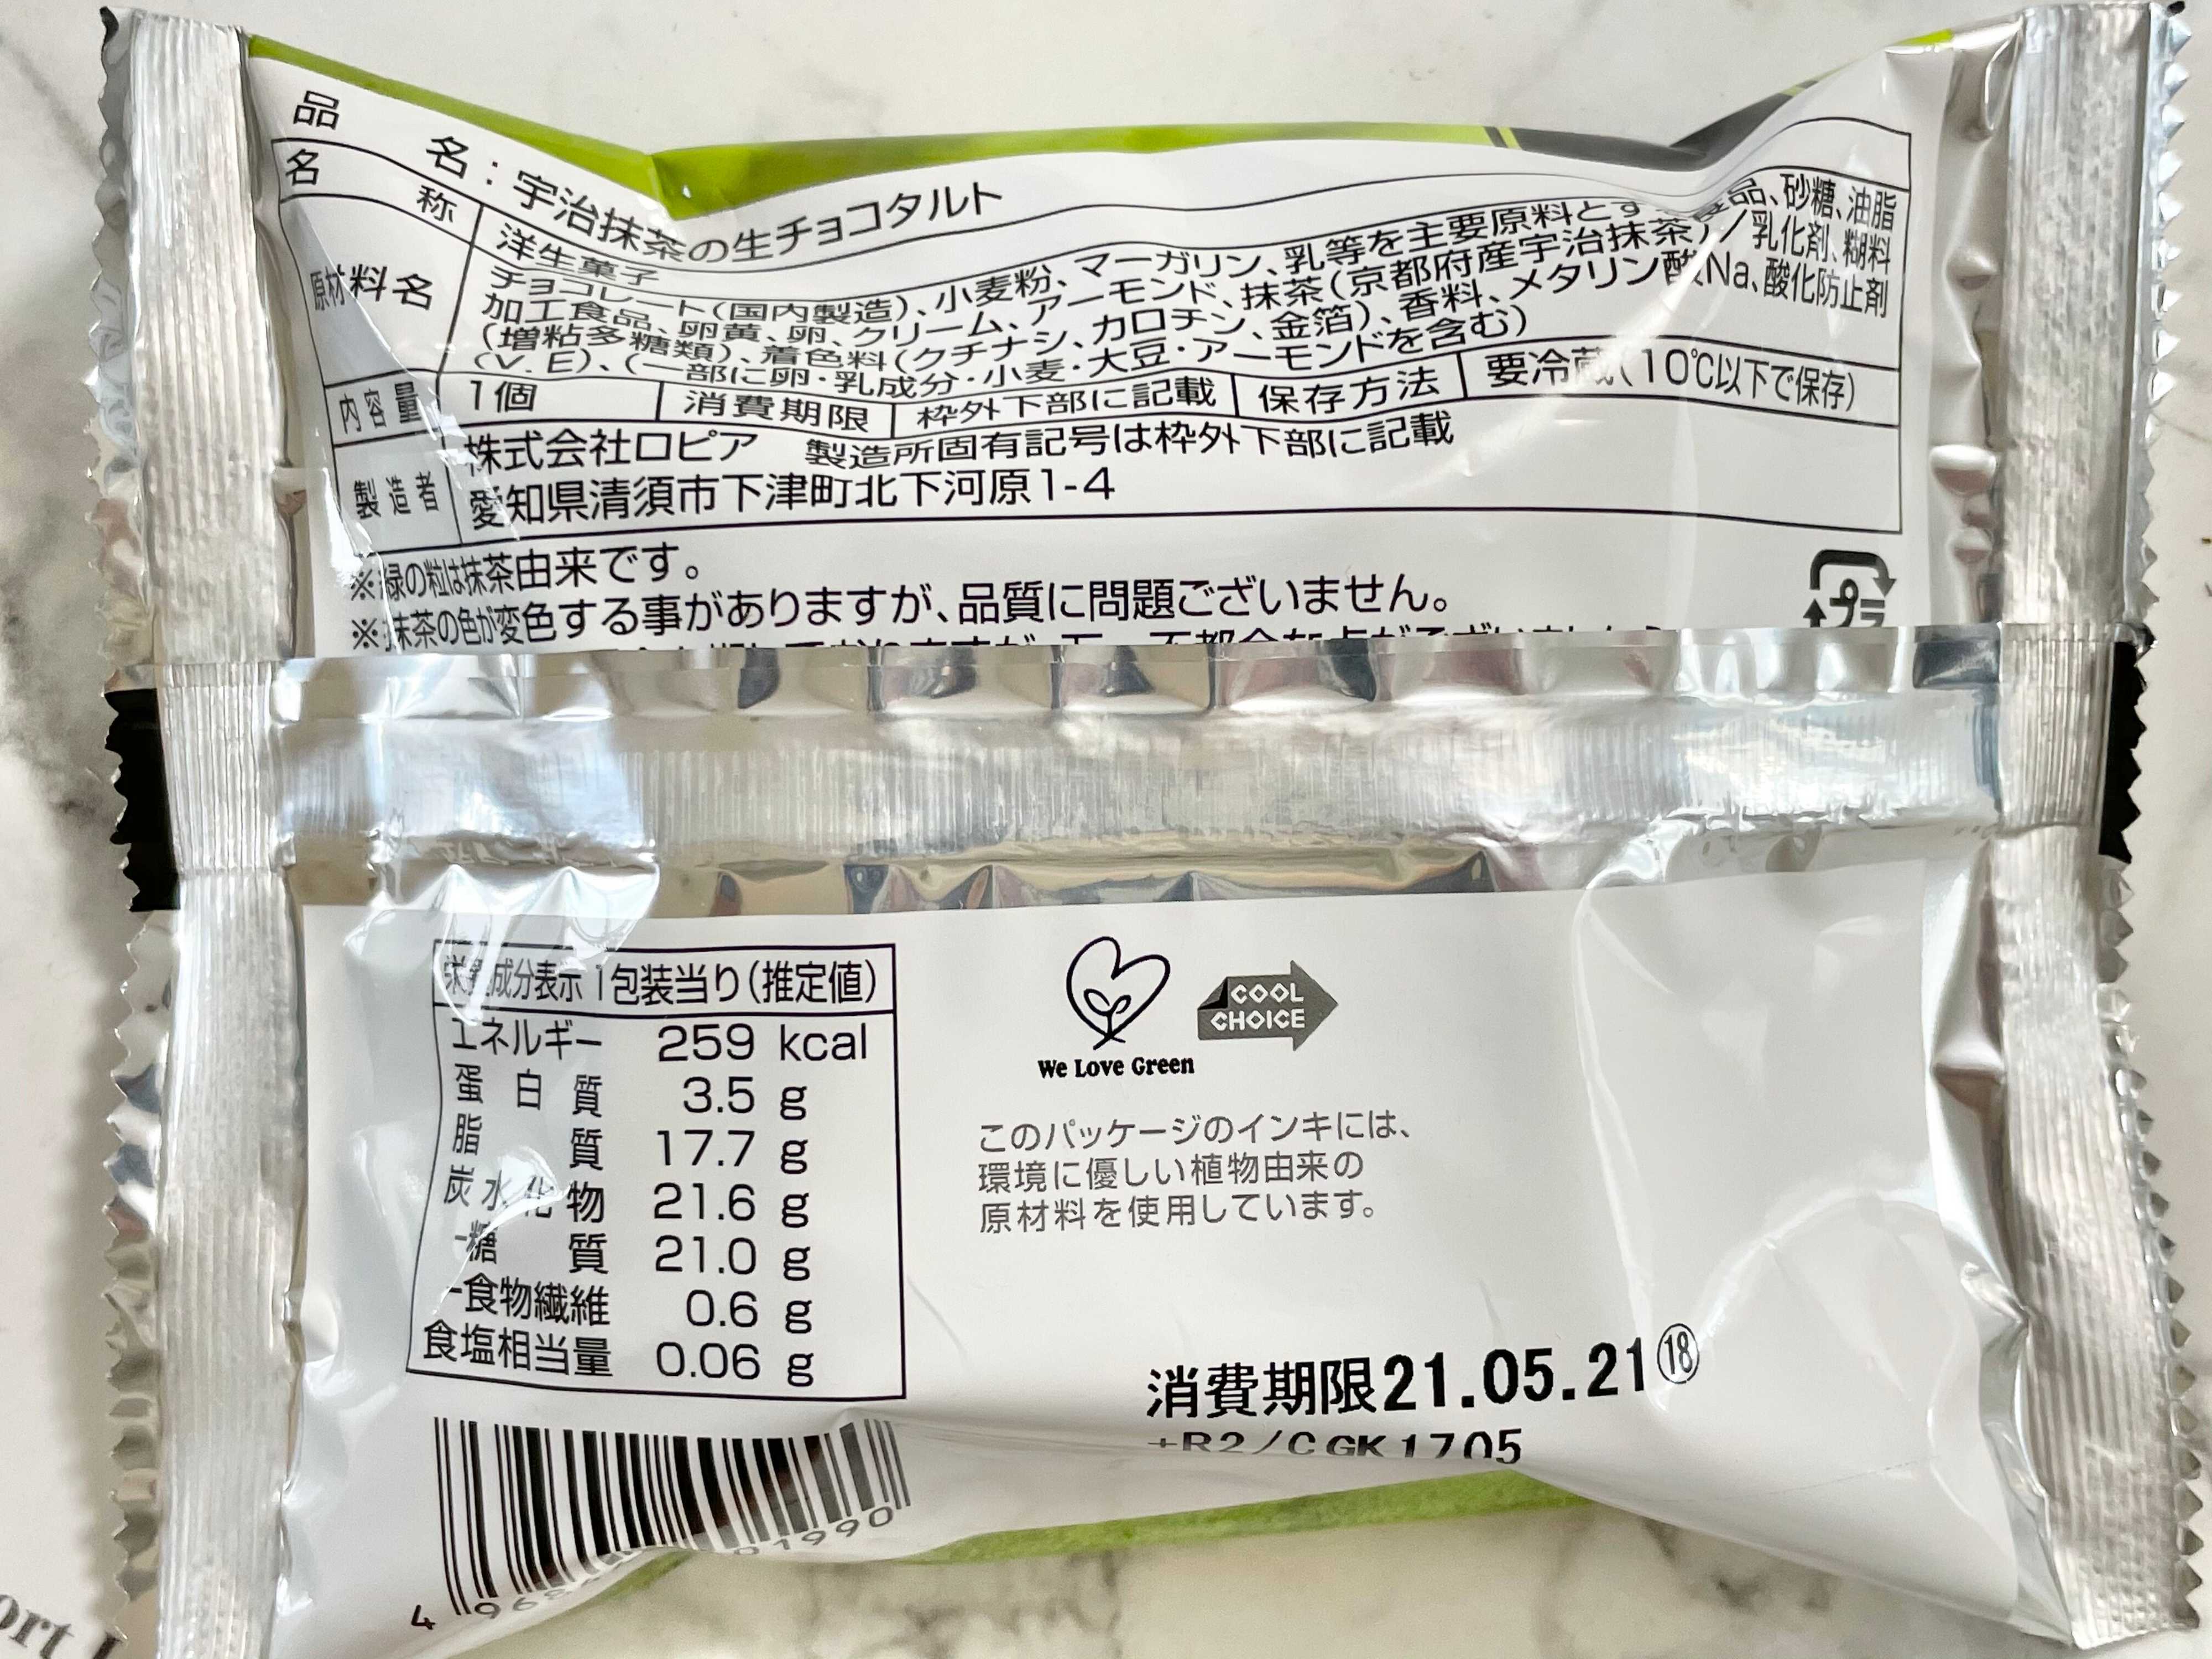 品 名：宇治抹茶の生チョコタルト
名 称 洋生菓子
原材料名 チョコレート(国内製造)、小麦粉、マーガリン、乳等を主要原料とす 食品、砂糖、油脂
加工食品、卵黄、卵、クリーム、アーモンド、抹茶(京都府産宇治抹茶)/乳化剤、糊料
(増粘多糖類)、着色料(クチナシ、カロチン、金箔)、香料、メタリン酸Na、酸化防止剤
(V.E)、(一部に卵・乳成分・小麦・大豆・アーモンドを含む)
内容量 1個 消費期限 枠外下部に記載 保存方法 要冷蔵(10℃以下で保存)
製造者 株式会社ロピア 製造所固有記号は枠外下部に記載
愛知県清須市下津町北下河原1-4
※緑の粒は抹茶由来です。
※抹茶の色が変色する事がありますが、品質に問題ございません。
プラ
栄養成分表示 1包装当り(推定値)
エネルギー 259 kcal
蛋白質 3.5 g
脂質 17.7 g
炭水化物 21.6 g
-糖質 21.0 g
-食物繊維 0.6 g
食塩相当量 0.06 g
We Love Green
COOL
CHOICE
このパッケージのインキには、
環境に優しい植物由来の
原材料を使用しています。
消費期限21.05.21⑱
+R2/CGK1705
4 968 01990